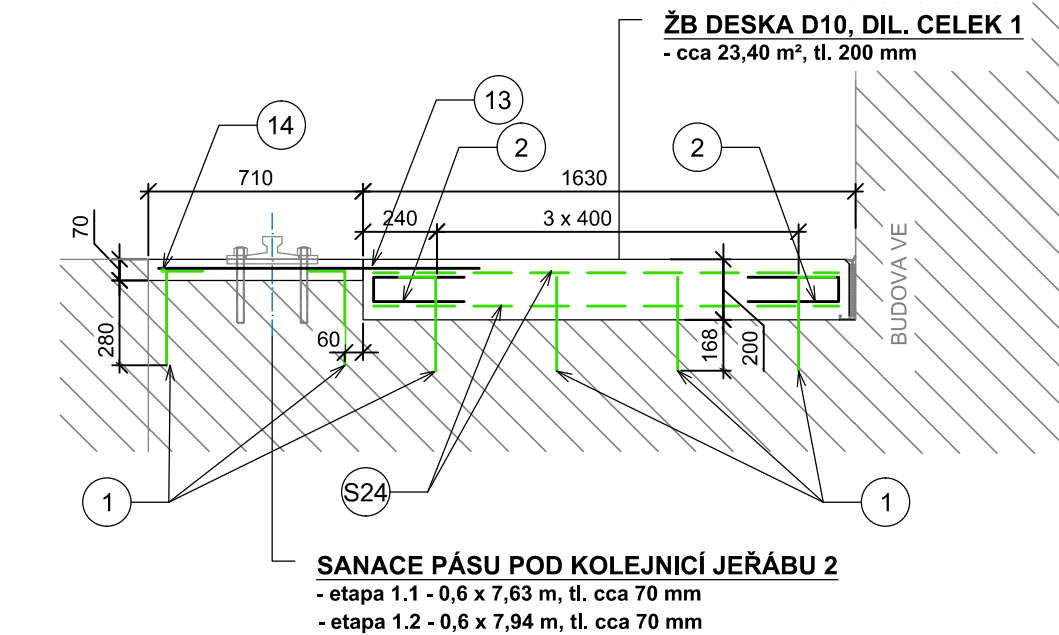 ŽB DESKA D10, DIL. CELEK 1
- cca 23,40 m², tl. 200 mm
13
14
2
2
710
1630
240
3 x 400
70
280
60
168
200
BUDOVA VE
1
S24
1
SANACE PÁSU POD KOLEJNICÍ JEŘÁBU 2
- etapa 1.1 - 0,6 x 7,63 m, tl. cca 70 mm
- etapa 1.2 - 0,6 x 7,94 m, tl. cca 70 mm